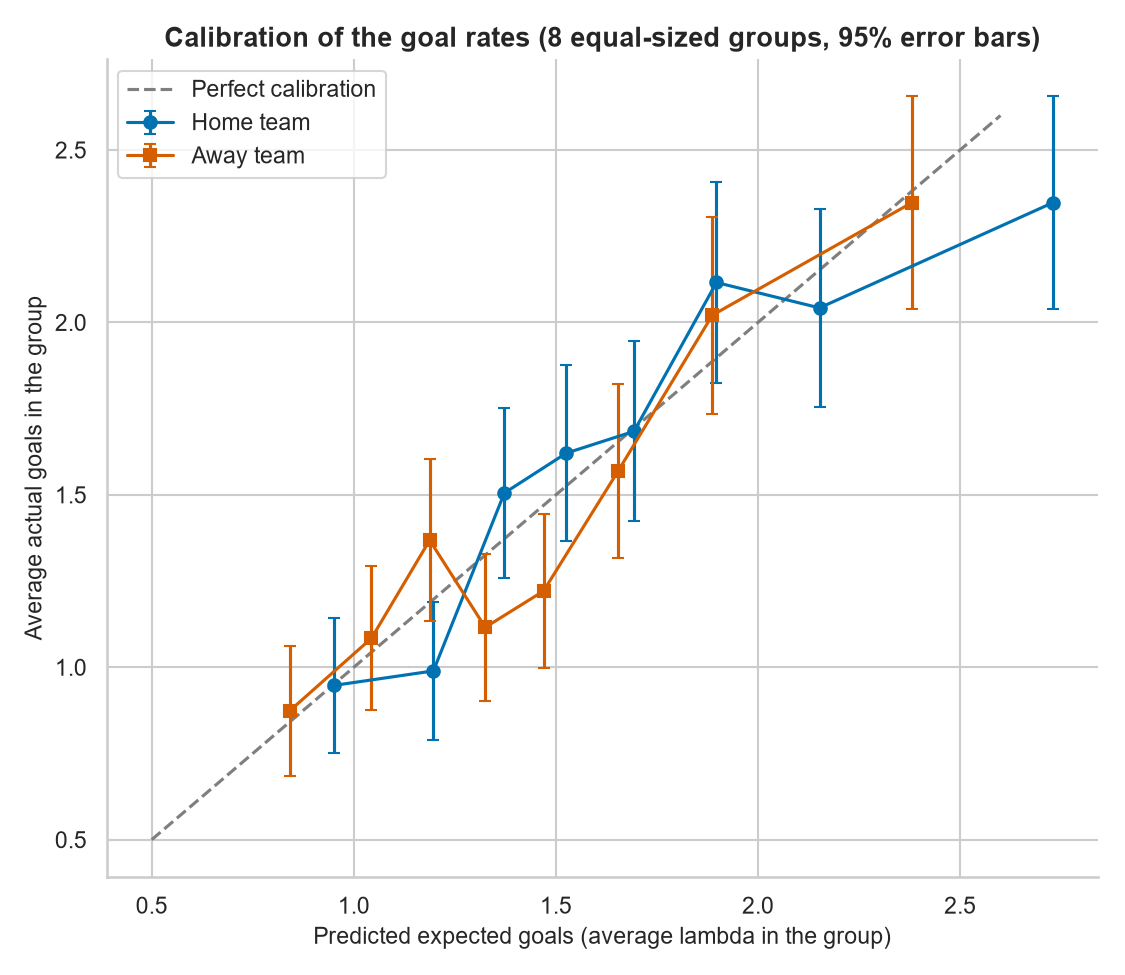 Calibration of the goal rates (8 equal-sized groups, 95% error bars)
Perfect calibration
Home team
Away team
Average actual goals in the group
2.5
2.0
1.5
1.0
0.5
0.5 1.0 1.5 2.0 2.5
Predicted expected goals (average lambda in the group)